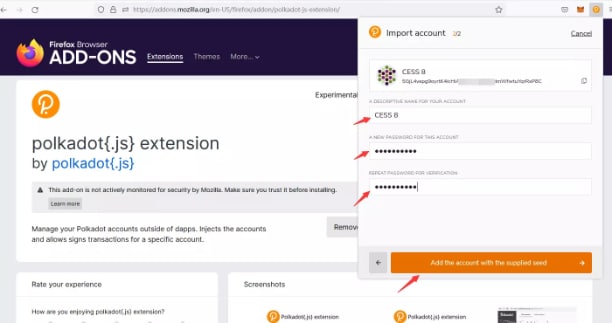 https://addons.mozilla.org/en-US/firefox/addon/polkadot-js-extension/
Firefox Browser
ADD-ONS
Extensions
Themes
More...
Import account
2/2
Cancel
CESS 8
A DESCRIPTIVE NAME FOR YOUR ACCOUNT
CESS 8
A NEW PASSWORD FOR THIS ACCOUNT
REPEAT PASSWORD FOR VERIFICATION
Add the account with the supplied seed
Experimental
polkadot{.js} extension
by polkadot{.js}
This add-on is not actively monitored for security by Mozilla. Make sure you trust it before installing.
Learn more
Manage your Polkadot accounts outside of dapps. Injects the accounts
and allows signs transactions for a specific account.
Remove
Rate your experience
How are you enjoying polkadot{.js} extension?
Screenshots
Polkadot{.js} extension
Polkadot{.js} extension